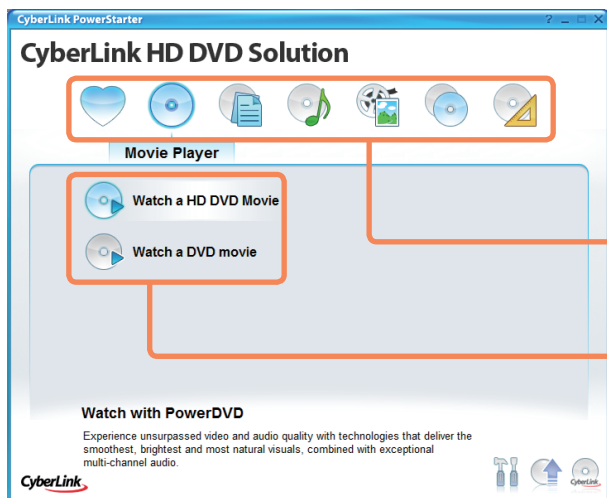 CyberLink PowerStarter
CyberLink HD DVD Solution
Movie Player
Watch a HD DVD Movie
Watch a DVD movie
Watch with PowerDVD
Experience unsurpassed video and audio quality with technologies that deliver the
smoothest, brightest and most natural visuals, combined with exceptional
multi-channel audio.
CyberLink
CyberLink